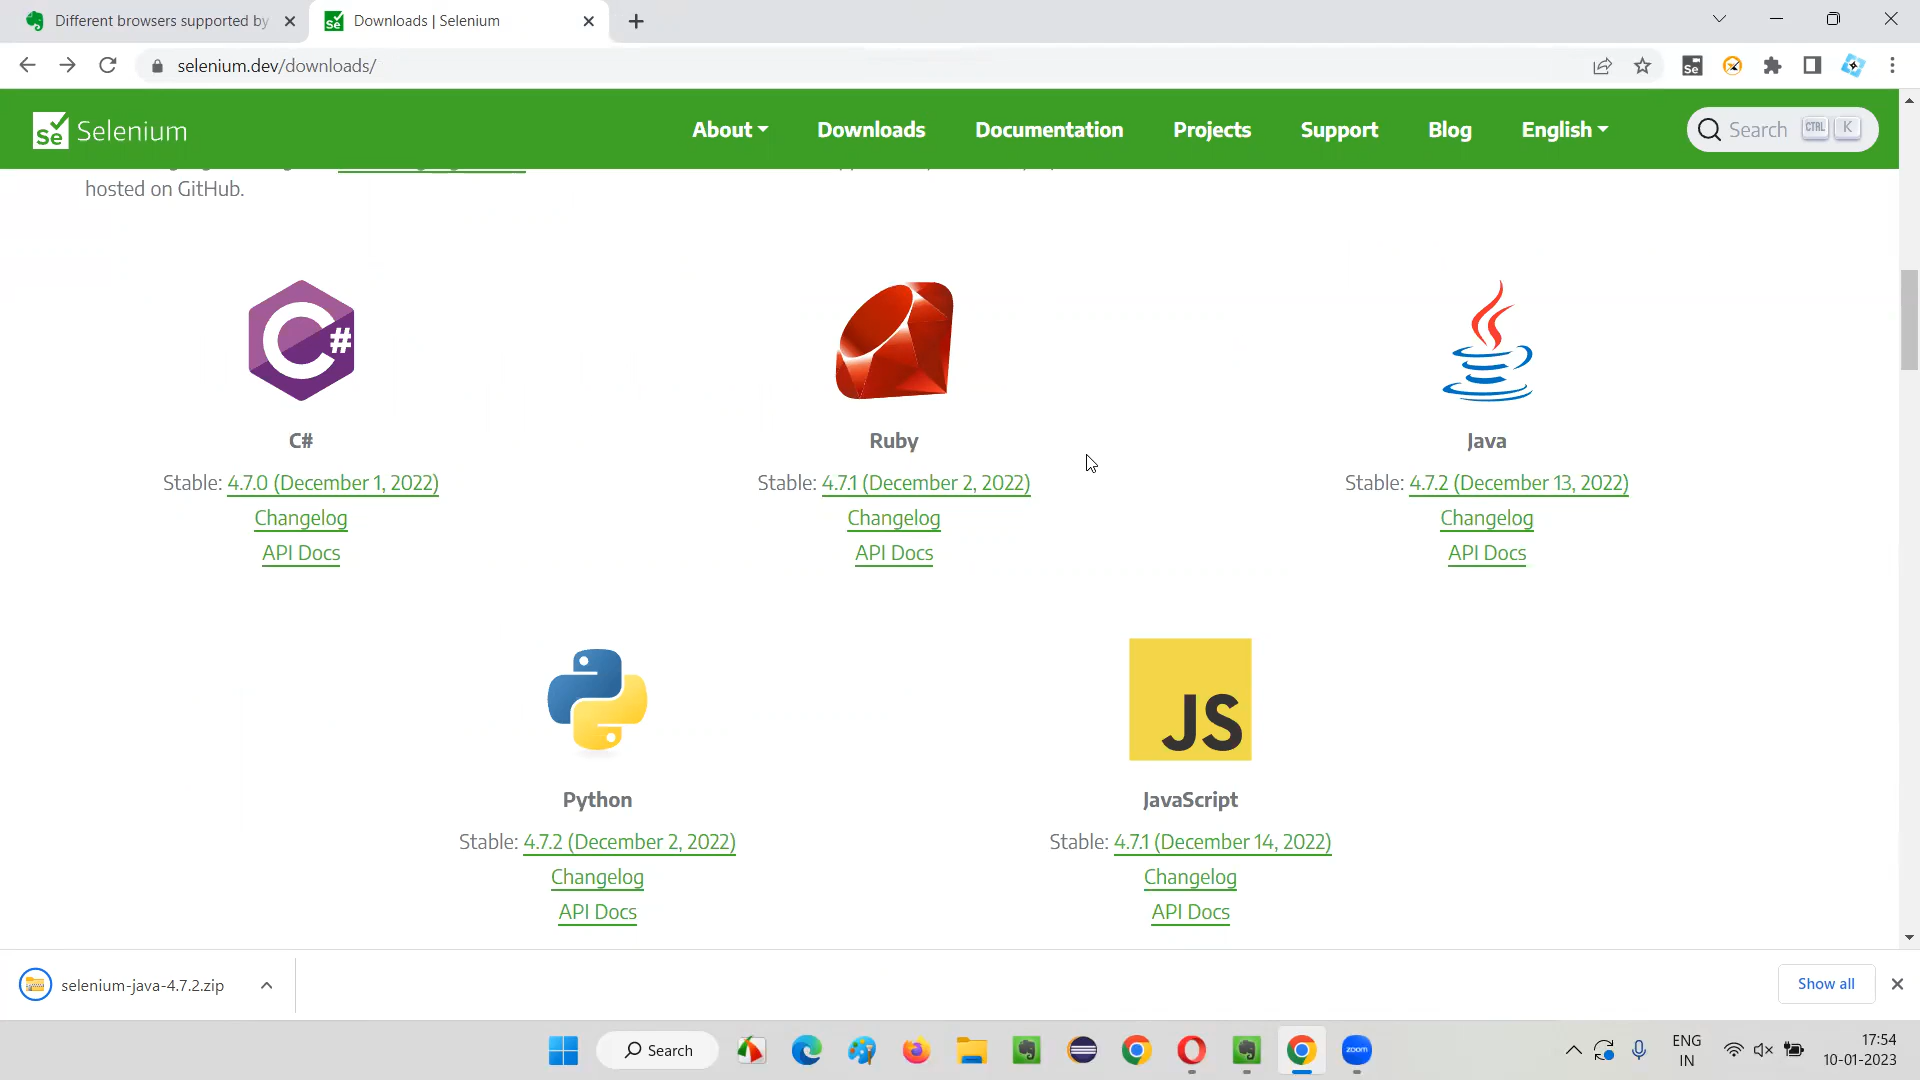 Different browsers supported by
Downloads | Selenium
selenium.dev/downloads/
Se
Se Selenium
About
Downloads
Documentation
Projects
Support
Blog
English
Search CTRL K
hosted on GitHub.
C#
Ruby
Java
Stable: 4.7.0 (December 1, 2022)
Stable: 4.7.1 (December 2, 2022)
Stable: 4.7.2 (December 13, 2022)
Changelog
Changelog
Changelog
API Docs
API Docs
API Docs
JS
Python
JavaScript
Stable: 4.7.2 (December 2, 2022)
Stable: 4.7.1 (December 14, 2022)
Changelog
Changelog
API Docs
API Docs
selenium-java-4.7.2.zip
Show all
Search
zoom
ENG
IN
17:54
10-01-2023